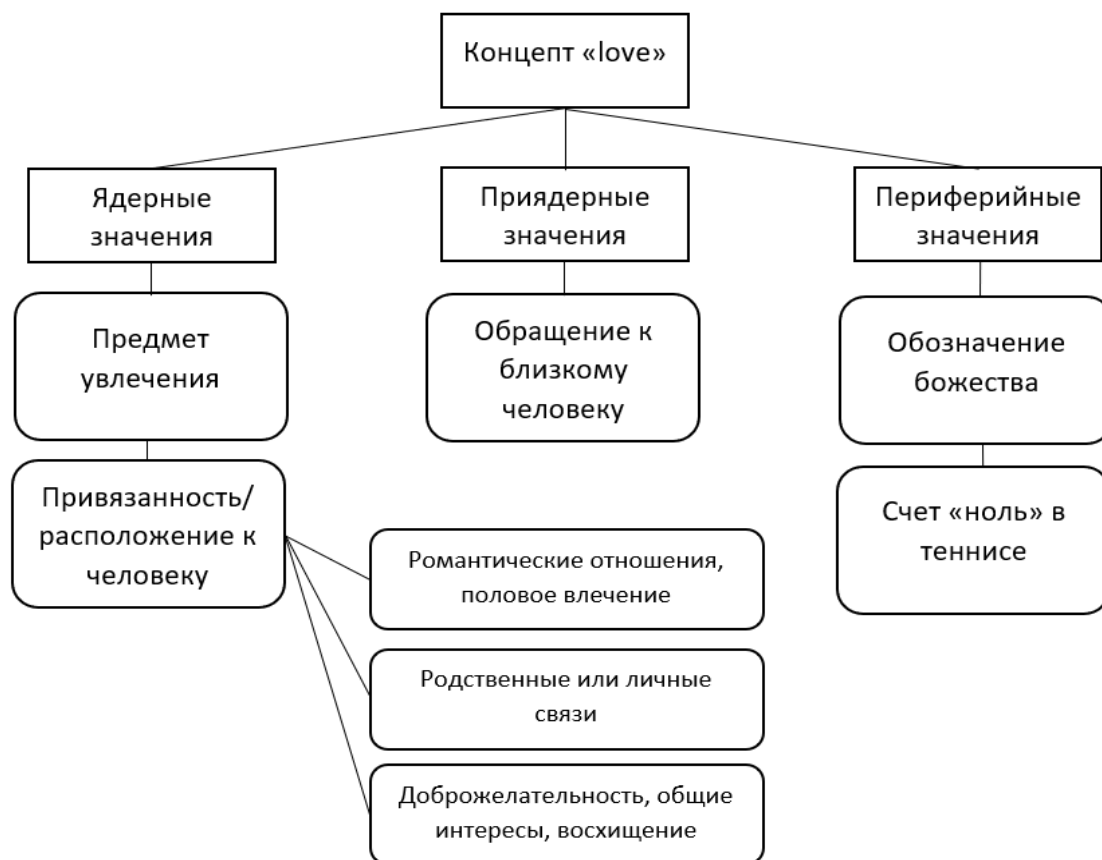 Концепт «love»
Ядерные
значения
Приядерные
значения
Периферийные
значения
Предмет
увлечения
Обращение к
близкому
человеку
Обозначение
божества
Привязанность/
расположение к
человеку
Счет «ноль» в
теннисе
Романтические отношения,
половое влечение
Родственные или личные
связи
Доброжелательность, общие
интересы, восхищение